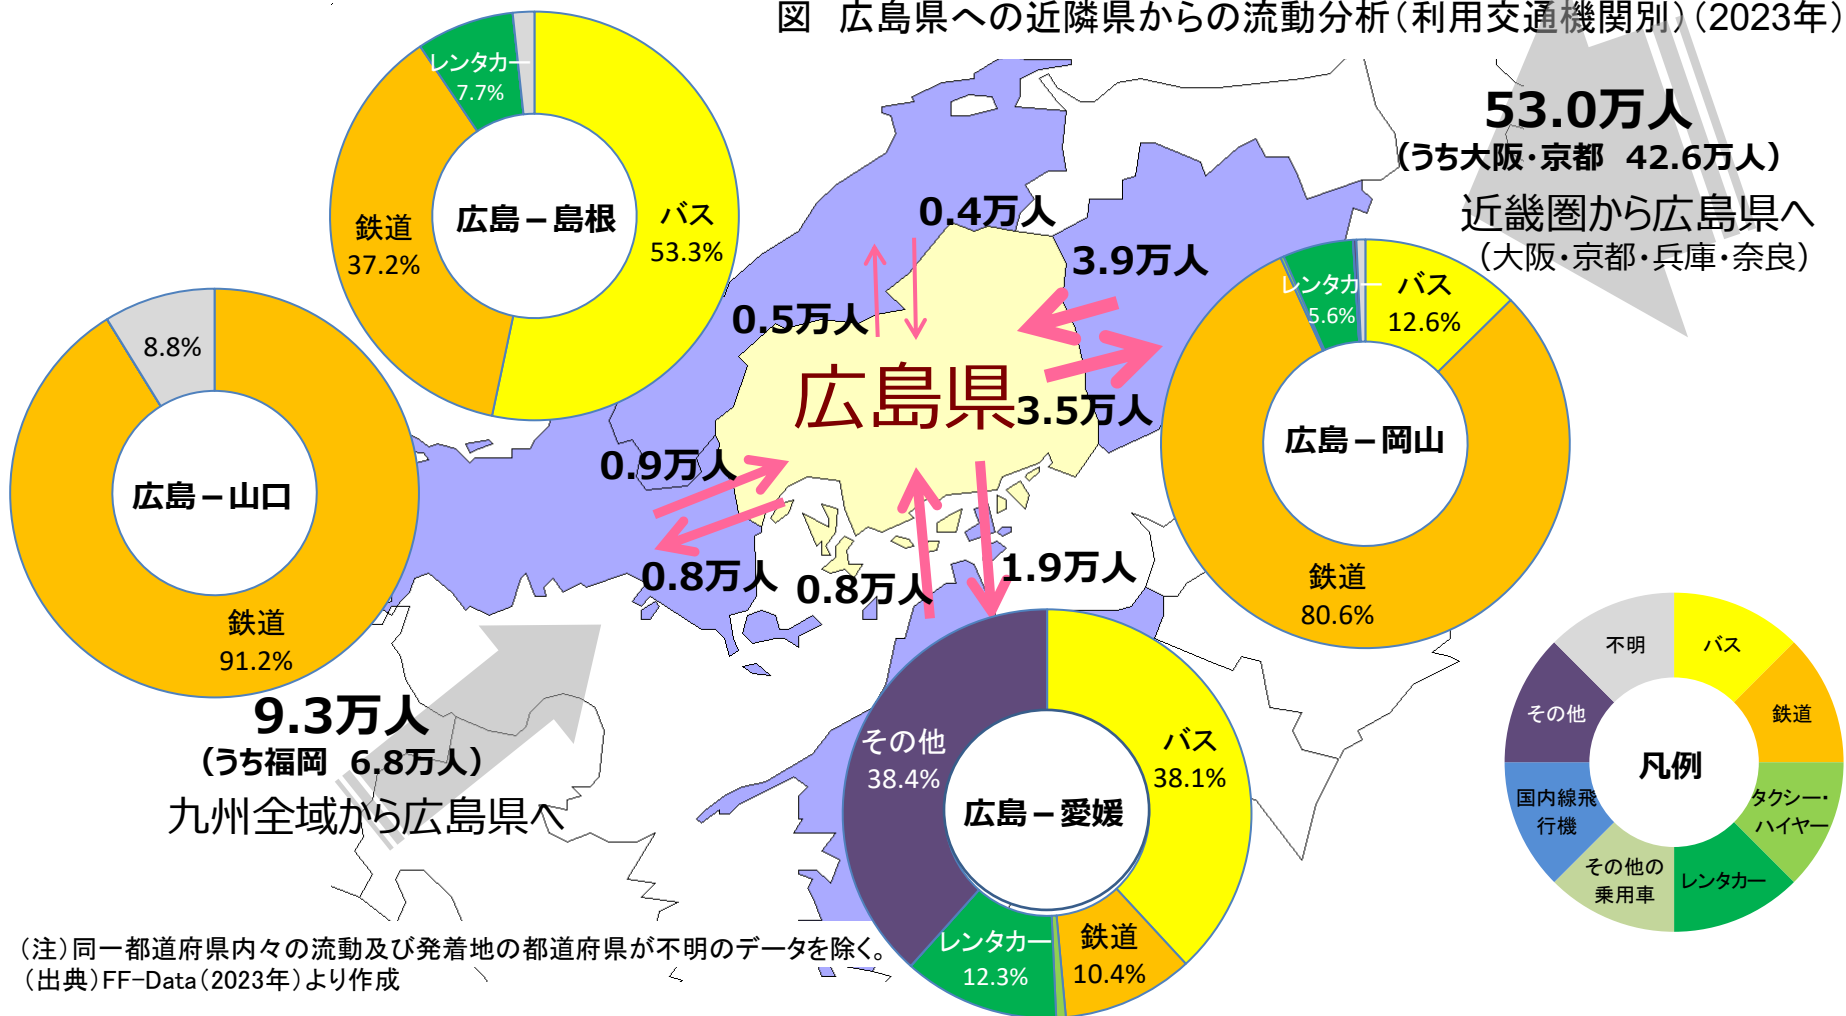 図 広島県への近隣県からの流動分析（利用交通機関別）（2023年）
レンタカー
7.7%
鉄道
37.2%
広島－島根
バス
53.3%
53.0万人
（うち大阪・京都 42.6万人）
近畿圏から広島県へ
（大阪・京都・兵庫・奈良）
0.4万人
3.9万人
0.5万人
広島県
3.5万人
レンタカー
5.6%
バス
12.6%
広島－岡山
鉄道
80.6%
8.8%
広島－山口
鉄道
91.2%
0.9万人
0.8万人
0.8万人
1.9万人
9.3万人
（うち福岡 6.8万人）
九州全域から広島県へ
その他
38.4%
バス
38.1%
広島－愛媛
レンタカー
12.3%
鉄道
10.4%
不明
バス
その他
鉄道
凡例
国内線飛
行機
タクシー・
ハイヤー
その他の
乗用車
レンタカー
（注）同一都道府県内々の流動及び発着地の都道府県が不明のデータを除く。
（出典）FF-Data（2023年）より作成